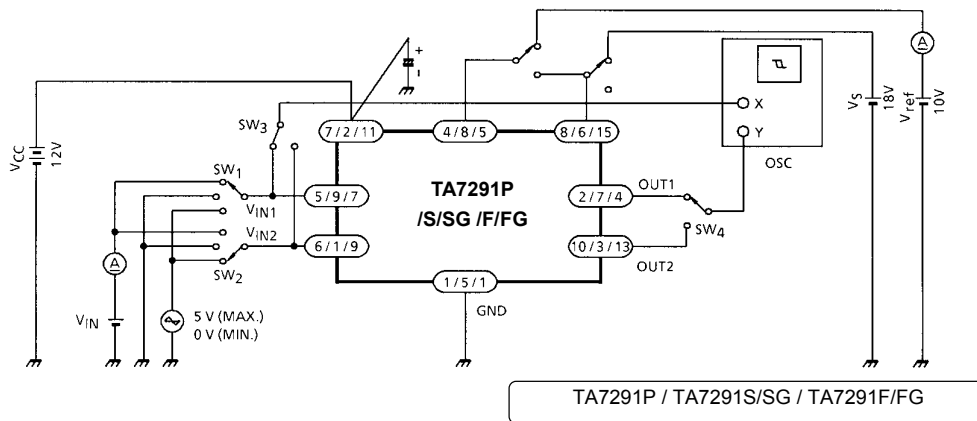 +
-
A
X
Y
OSC
VS
18V
Vref
10V
SW3
7 / 2 / 11
4 / 8 / 5
8 / 6 / 15
VCC
12V
SW1
5 / 9 / 7
TA7291P
/S/SG /F/FG
2 / 7 / 4
OUT1
VIN1
VIN2
SW4
A
6 / 1 / 9
10 / 3 / 13
OUT2
SW2
1 / 5 / 1
GND
VIN
5 V (MAX.)
0 V (MIN.)
TA7291P / TA7291S/SG / TA7291F/FG